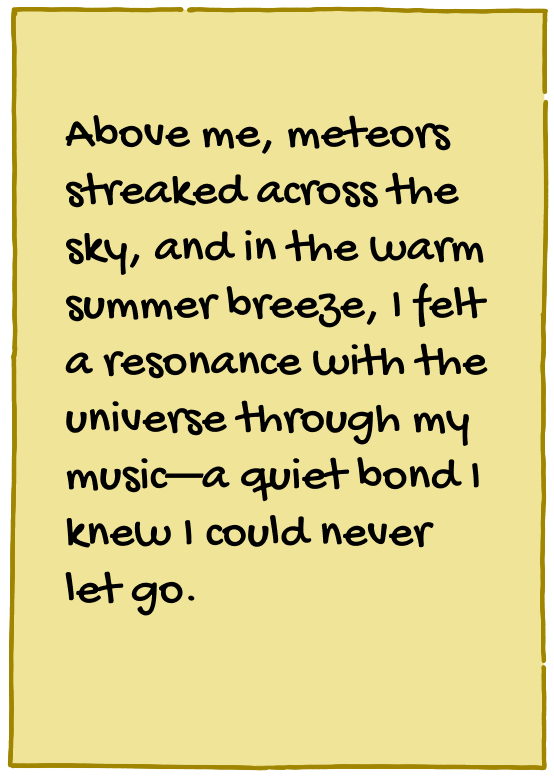 Above me, meteors
streaked across the
sky, and in the warm
summer breeze, I felt
a resonance with the
universe through my
music—a quiet bond I
knew I could never
let go.